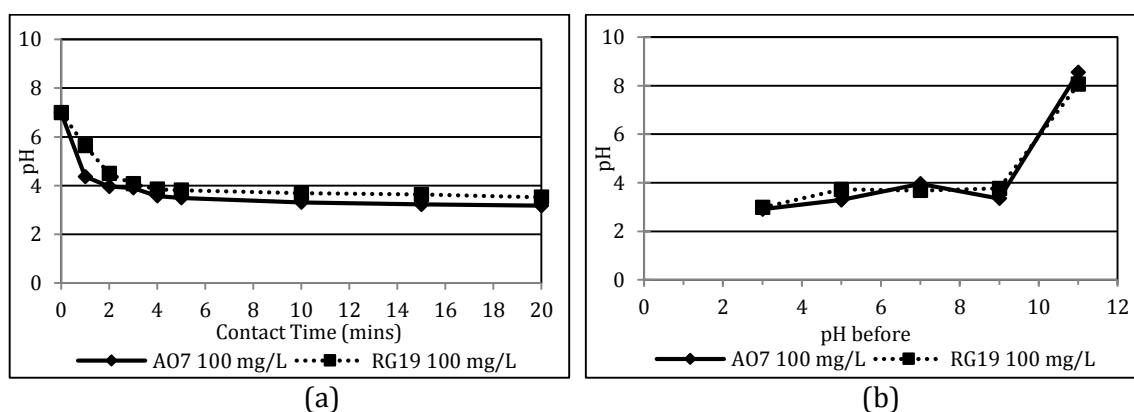 10
8
6
4
2
0
pH
0 2 4 6 8 10 12 14 16 18 20
Contact Time (mins)
AO7 100 mg/L RG19 100 mg/L
(a)
10
8
6
4
2
0
pH
0 2 4 6 8 10 12
pH before
AO7 100 mg/L RG19 100 mg/L
(b)